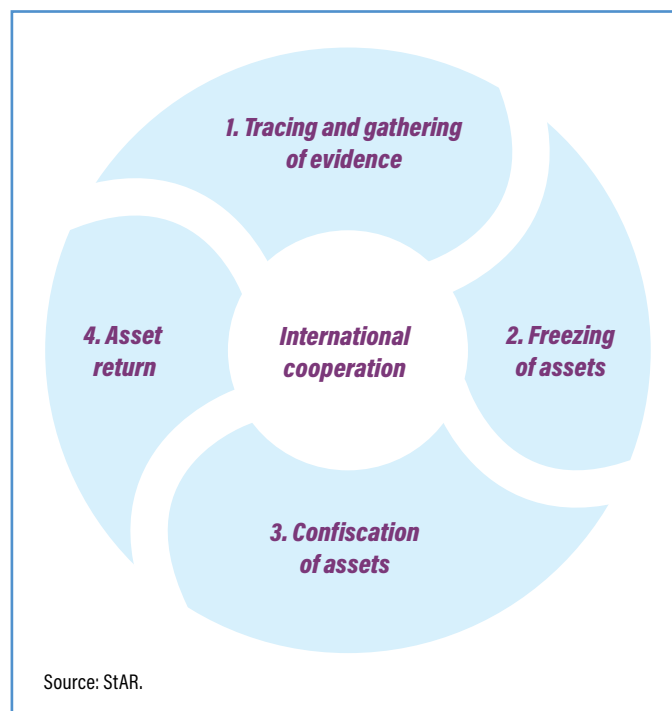 1. Tracing and gathering
of evidence
2. Freezing
of assets
3. Confiscation
of assets
4. Asset
return
International
cooperation
Source: StAR.